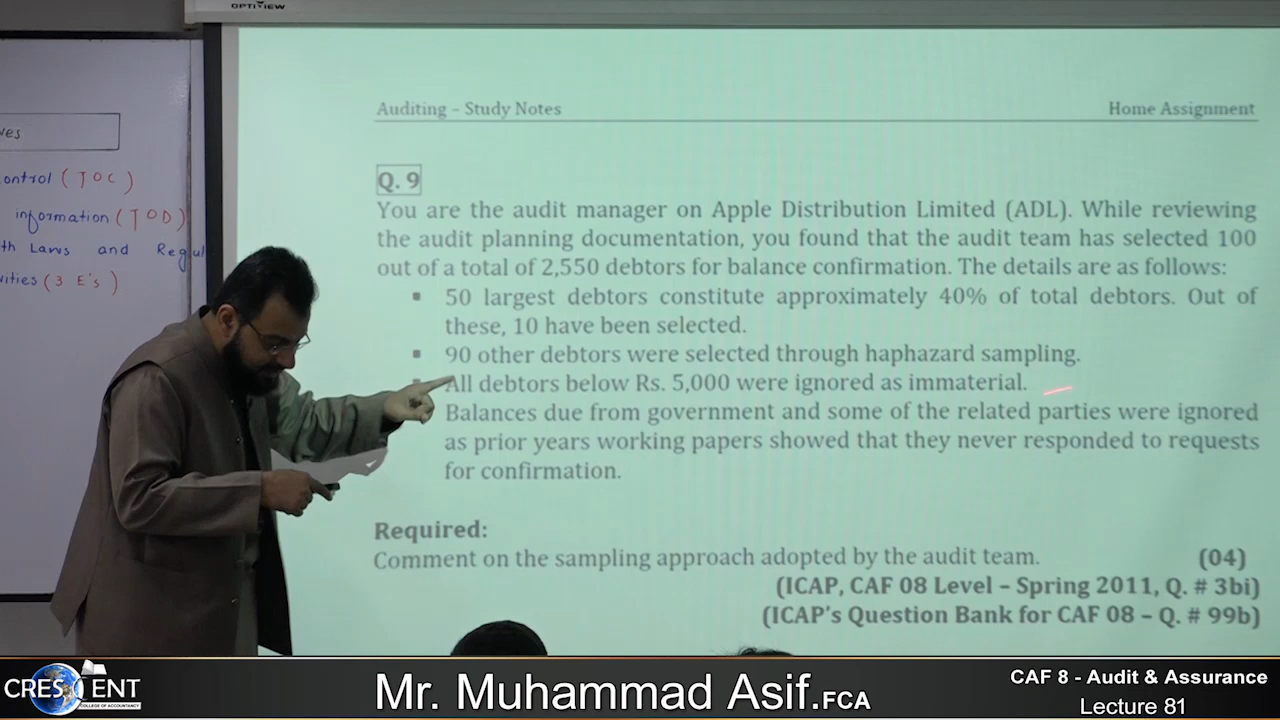 OPTIVIEW
ves
ontrol (TOC)
information (TOD)
th Laws and Regul
vities (3 E's)
Auditing – Study Notes
Home Assignment
Q. 9
You are the audit manager on Apple Distribution Limited (ADL). While reviewing
the audit planning documentation, you found that the audit team has selected 100
out of a total of 2,550 debtors for balance confirmation. The details are as follows:
▪ 50 largest debtors constitute approximately 40% of total debtors. Out of
these, 10 have been selected.
▪ 90 other debtors were selected through haphazard sampling.
All debtors below Rs. 5,000 were ignored as immaterial.
Balances due from government and some of the related parties were ignored
as prior years working papers showed that they never responded to requests
for confirmation.
Required:
Comment on the sampling approach adopted by the audit team. (04)
(ICAP, CAF 08 Level – Spring 2011, Q. # 3bi)
(ICAP's Question Bank for CAF 08 – Q. # 99b)
CRESCENT
COLLEGE OF ACCOUNTANCY
Mr. Muhammad Asif.FCA
CAF 8 - Audit & Assurance
Lecture 81